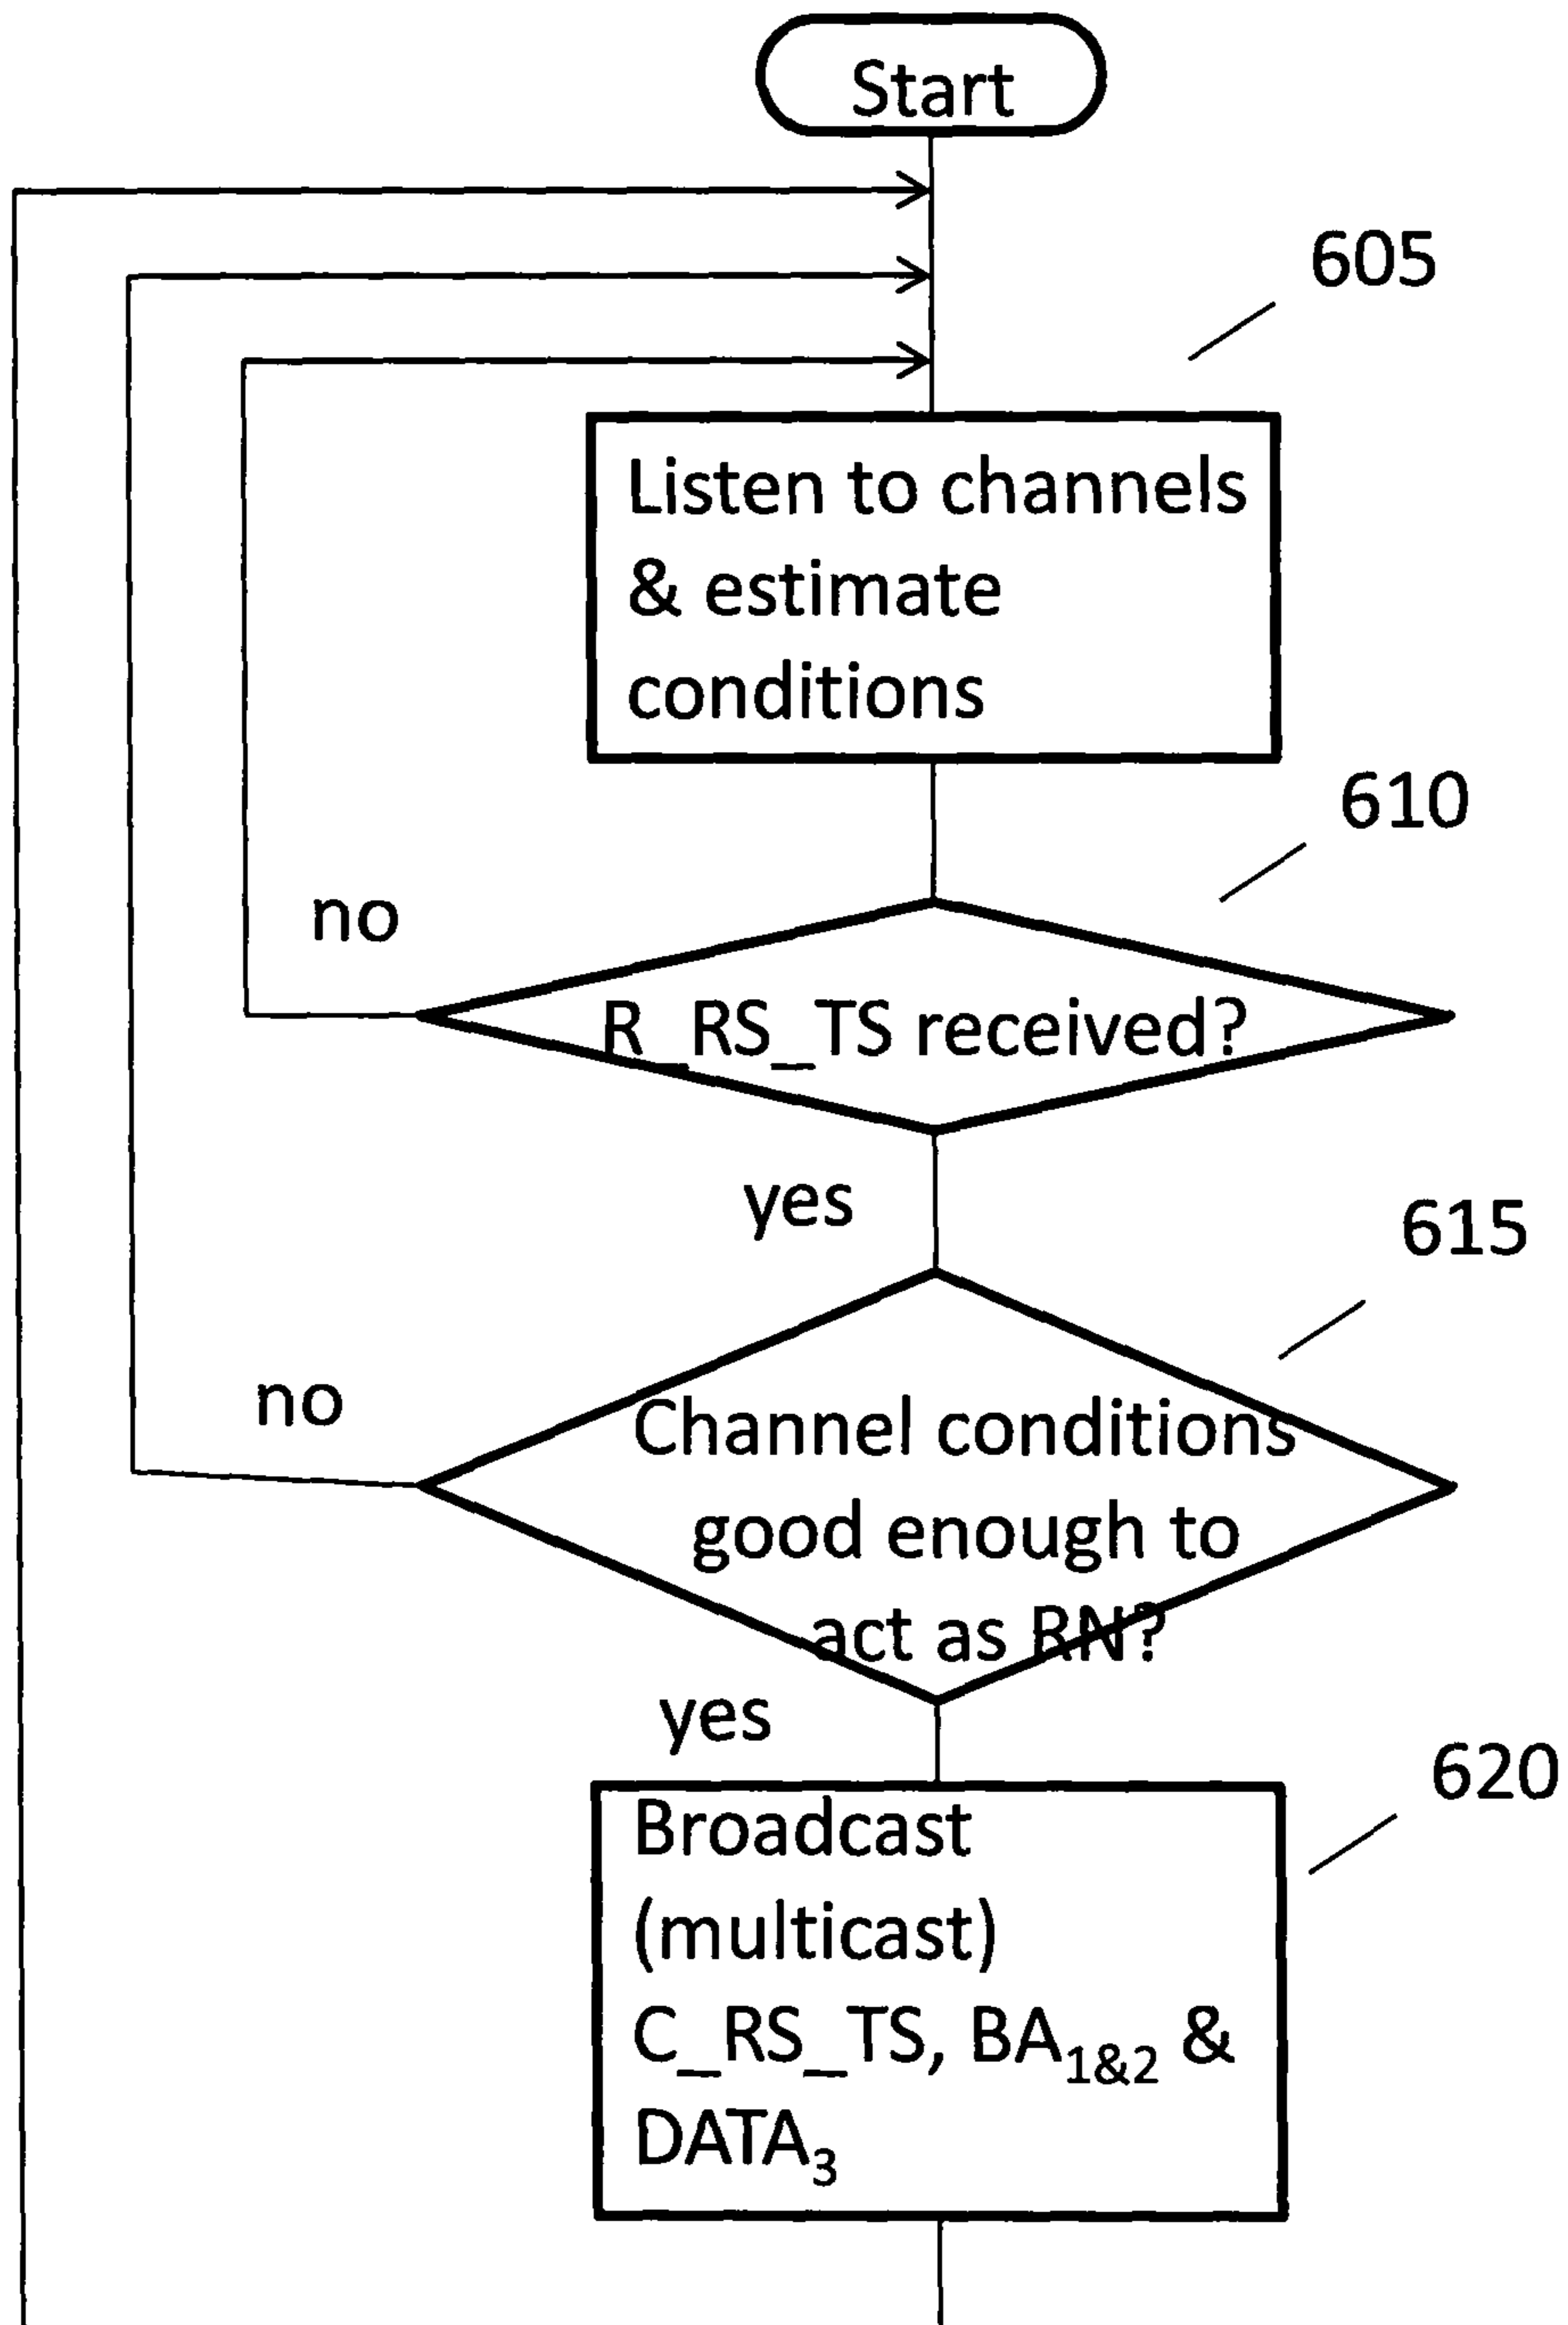 Start
605
Listen to channels
& estimate
conditions
610
no
R_RS_TS received?
yes
615
no
Channel conditions
good enough to
act as RN?
yes
620
Broadcast
(multicast)
C_RS_TS, BA₁&₂ &
DATA₃